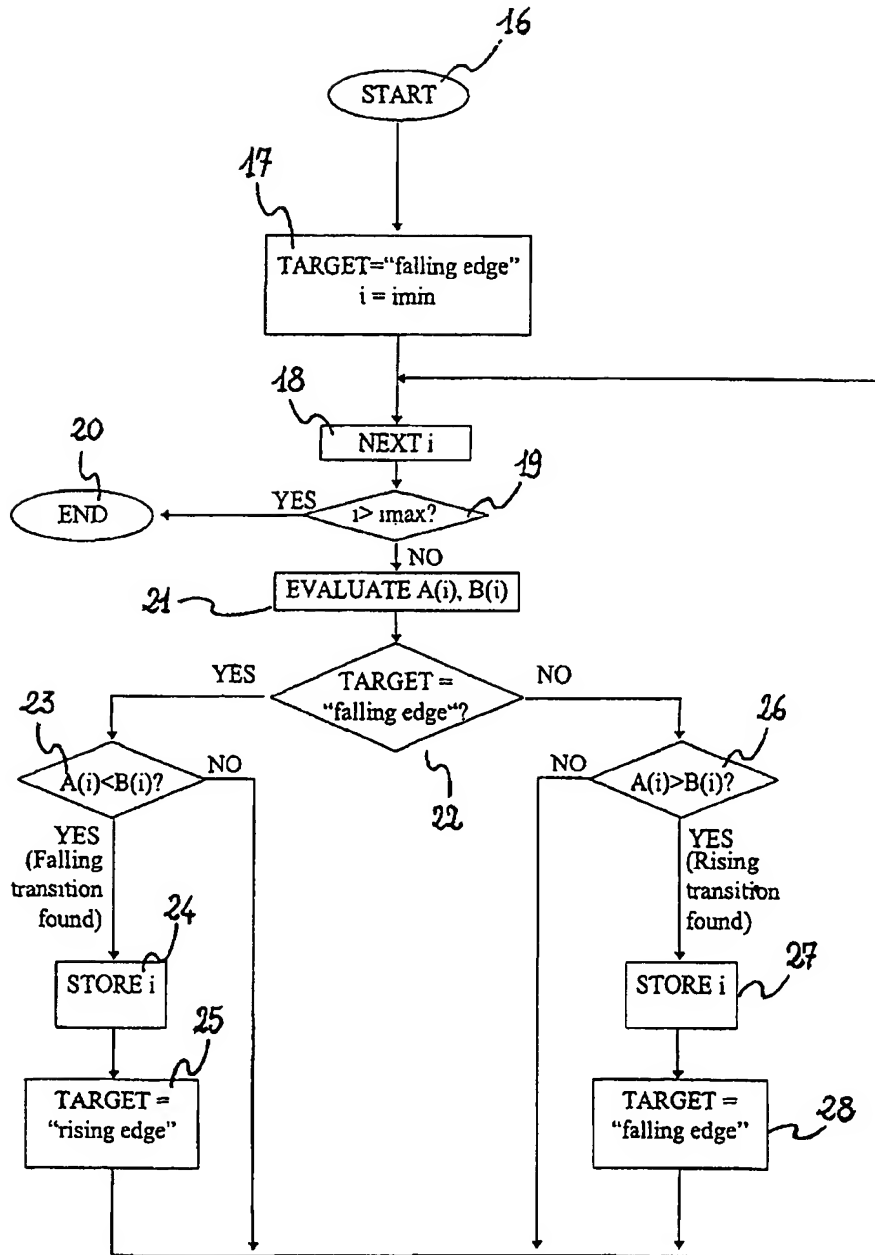 16
START
17
TARGET="falling edge"
i = imin
18
NEXT i
20
19
END
YES
i> imax?
NO
21
EVALUATE A(i), B(i)
YES
TARGET =
"falling edge"?
NO
22
23
A(i)<B(i)?
NO
26
A(i)>B(i)?
NO
YES
(Falling
transition
found)
YES
(Rising
transition
found)
24
STORE i
27
STORE i
25
TARGET =
"rising edge"
28
TARGET =
"falling edge"